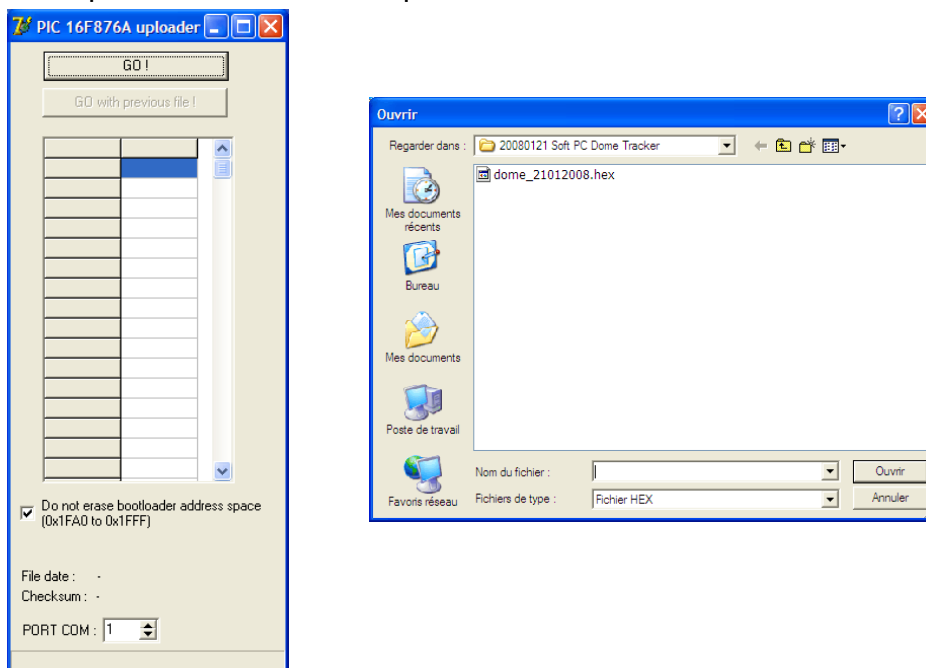 PIC 16F876A uploader
GO !
GO with previous file !
Do not erase bootloader address space
(0x1FA0 to 0x1FFF)
File date : -
Checksum : -
PORT COM : 1
Ouvrir
Regarder dans : 20080121 Soft PC Dome Tracker
dome_21012008.hex
Mes documents
récents
Bureau
Mes documents
Poste de travail
Favoris réseau
Nom du fichier :
Ouvrir
Fichiers de type : Fichier HEX
Annuler